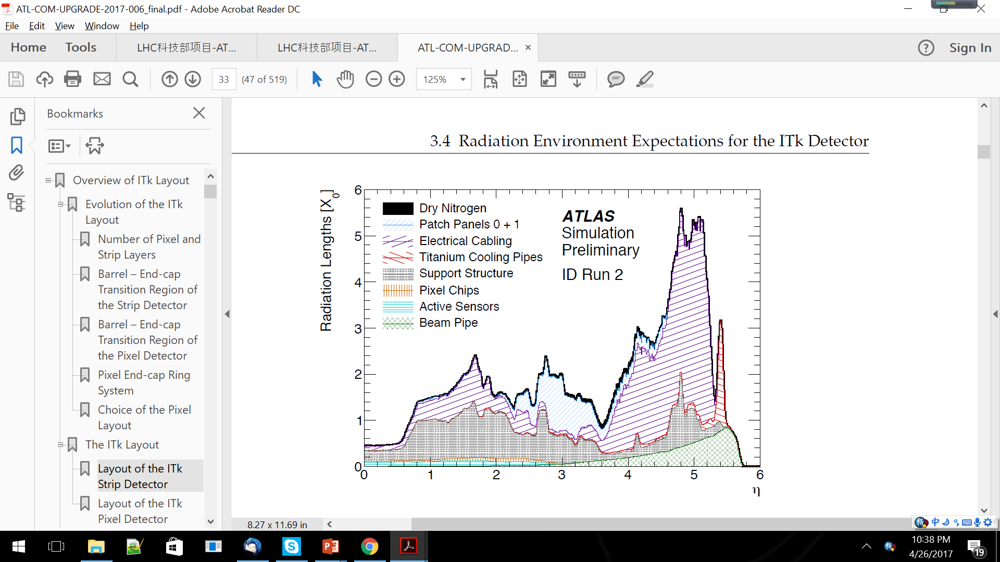 ATL-COM-UPGRADE-2017-006_final.pdf - Adobe Acrobat Reader DC
File Edit View Window Help
Home Tools LHC科技部项目-AT... LHC科技部项目-AT... ATL-COM-UPGRAD... × ? Sign In
33 (47 of 519) 125%
Bookmarks
Overview of ITk Layout
Evolution of the ITk
Layout
Number of Pixel and
Strip Layers
Barrel – End-cap
Transition Region of
the Strip Detector
Barrel – End-cap
Transition Region of
the Pixel Detector
Pixel End-cap Ring
System
Choice of the Pixel
Layout
The ITk Layout
Layout of the ITk
Strip Detector
Layout of the ITk
Pixel Detector
3.4 Radiation Environment Expectations for the ITk Detector
Radiation Lengths [X0]
6
5
4
3
2
1
0
Dry Nitrogen
Patch Panels 0 + 1
Electrical Cabling
Titanium Cooling Pipes
Support Structure
Pixel Chips
Active Sensors
Beam Pipe
ATLAS
Simulation
Preliminary
ID Run 2
0 1 2 3 4 5 6
η
8.27 x 11.69 in
中
10:38 PM
4/26/2017
19